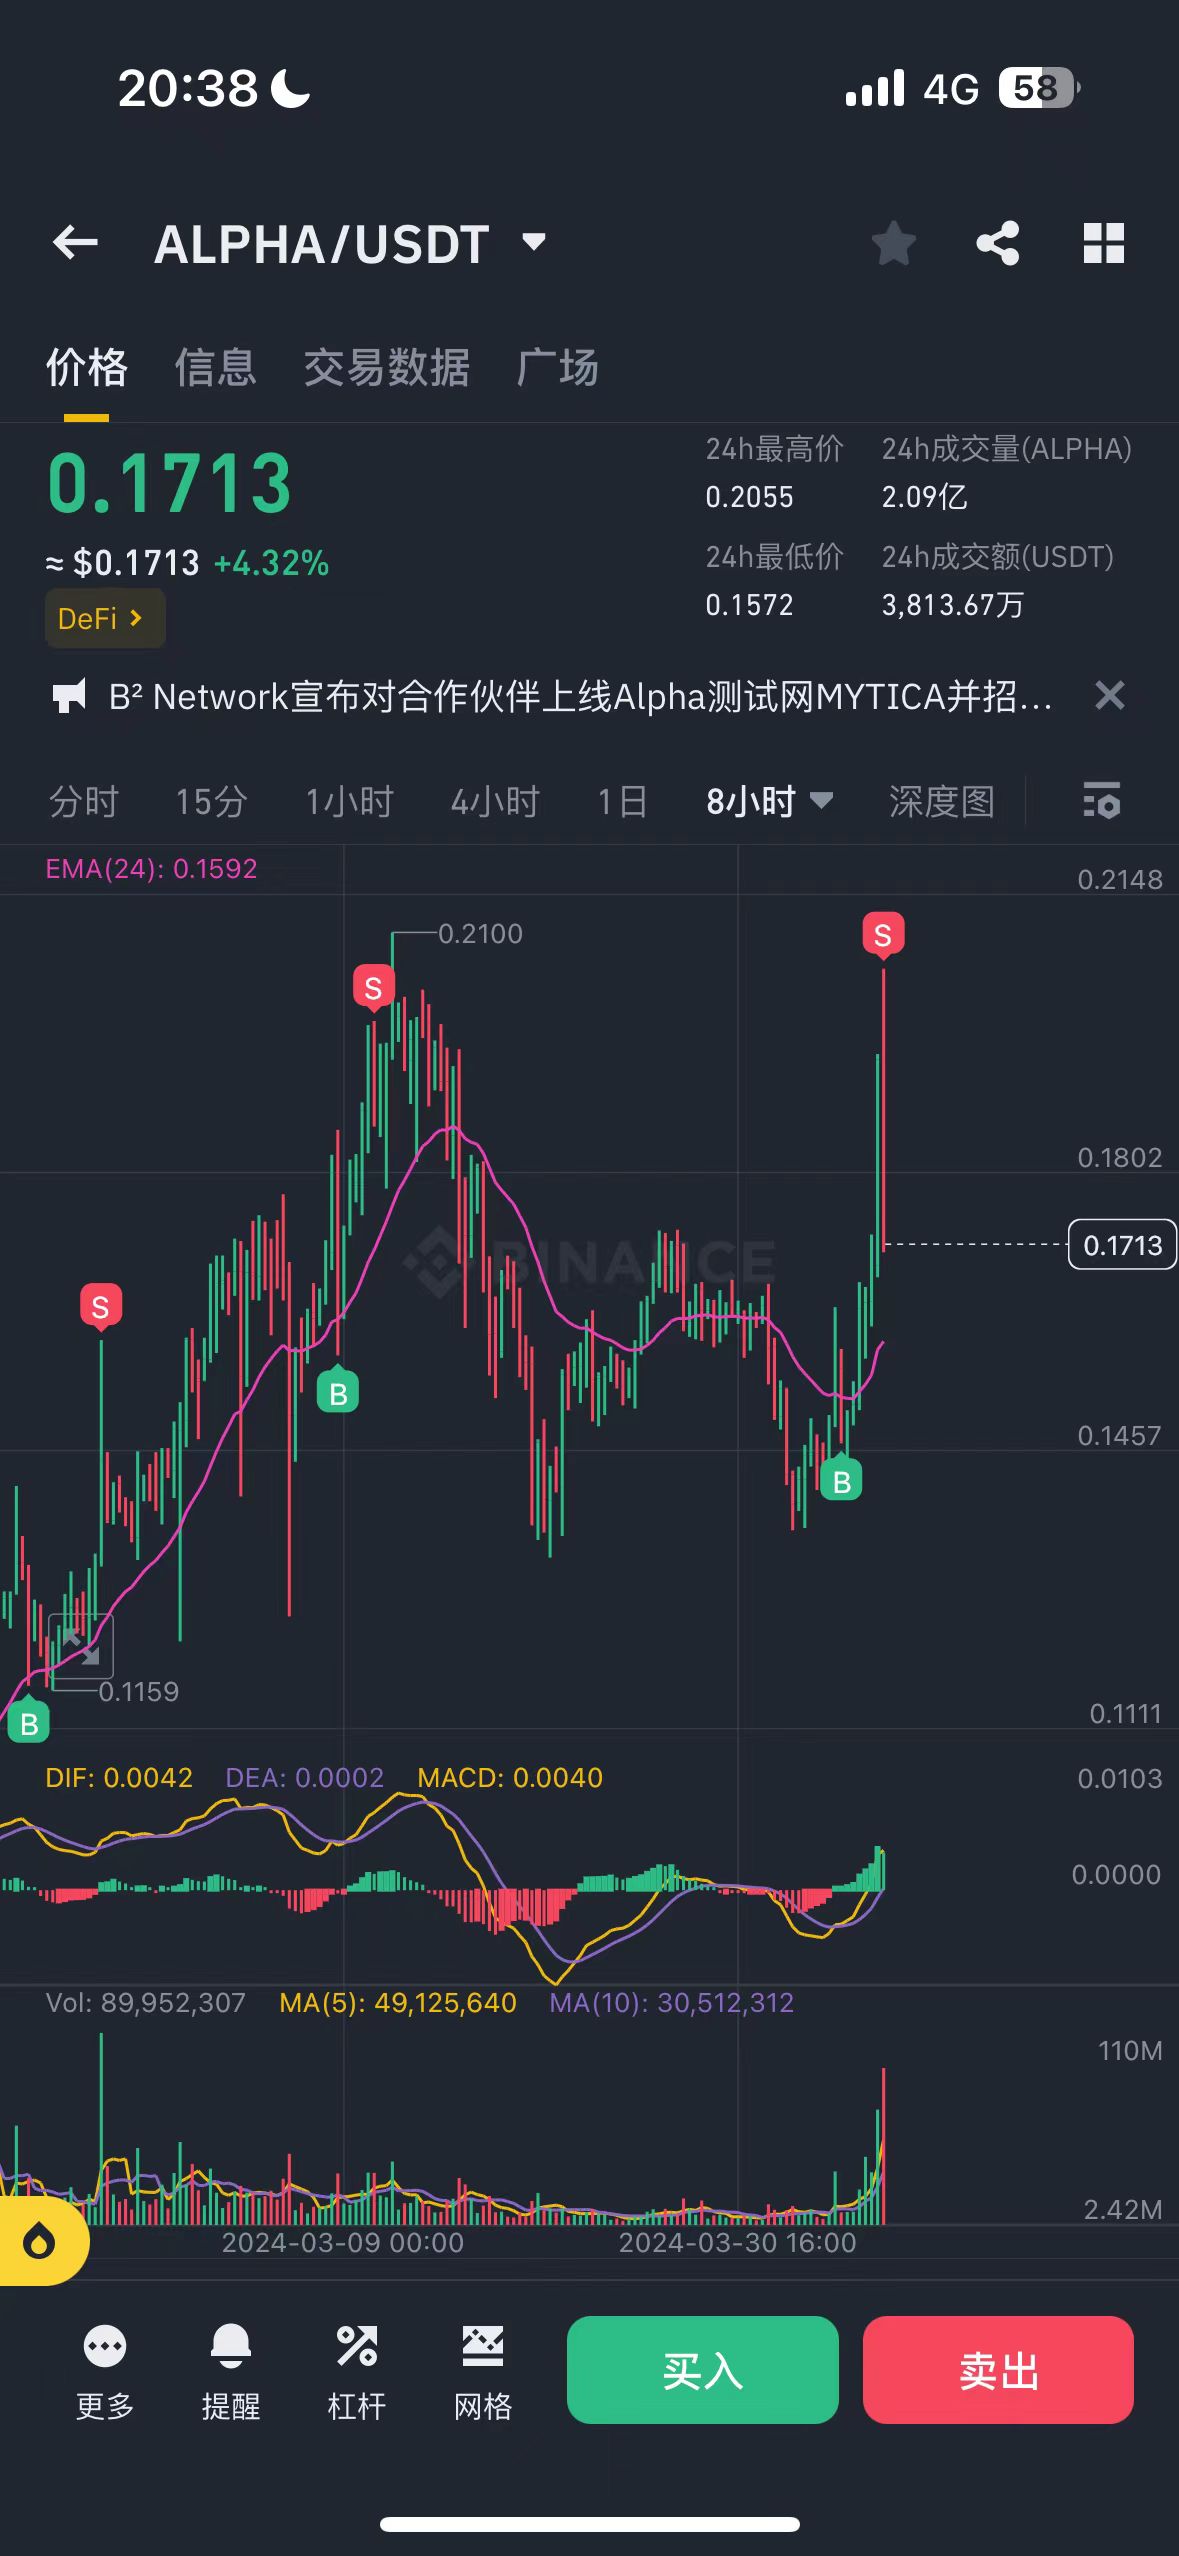 20:38 4G 58
ALPHA/USDT
价格 信息 交易数据 广场
0.1713
≈ $0.1713 +4.32%
DeFi
24h最高价 24h成交量(ALPHA)
0.2055 2.09亿
24h最低价 24h成交额(USDT)
0.1572 3,813.67万
B² Network宣布对合作伙伴上线Alpha测试网MYTICA并招...
分时 15分 1小时 4小时 1日 8小时 深度图
EMA(24): 0.1592
0.2148
S
0.2100
S
0.1802
BINANCE
0.1713
S
B
0.1457
B
0.1159
B
0.1111
DIF: 0.0042 DEA: 0.0002 MACD: 0.0040
0.0103
0.0000
Vol: 89,952,307 MA(5): 49,125,640 MA(10): 30,512,312
110M
2.42M
2024-03-09 00:00 2024-03-30 16:00
更多 提醒 杠杆 网格 买入 卖出